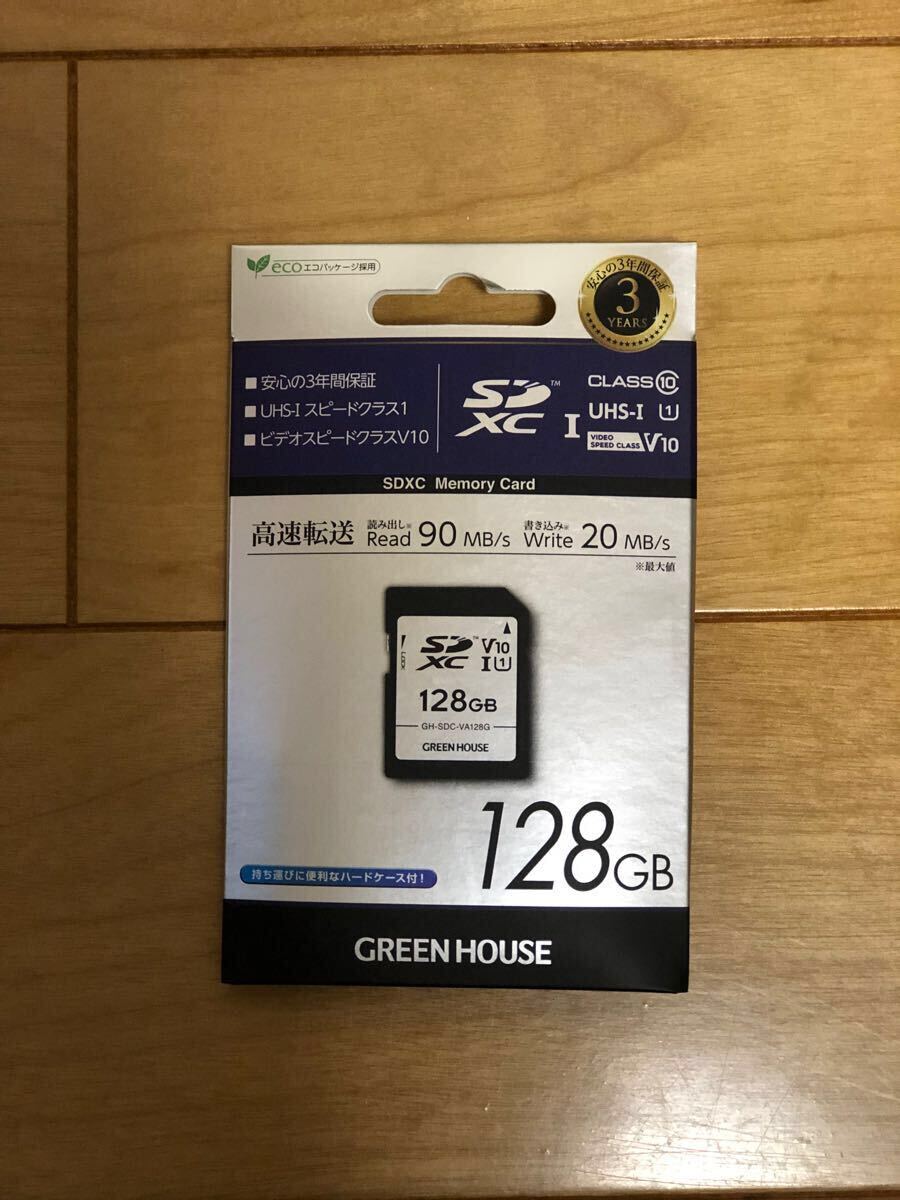 eco エコパッケージ採用
安心の3年間保証
3
YEARS
■ 安心の3年間保証
■ UHS-I スピードクラス1
■ ビデオスピードクラスV10
SD XC I
™
CLASS 10
UHS-I 1
VIDEO SPEED CLASS V10
SDXC Memory Card
高速転送 読み出し※ Read 90 MB/s 書き込み※ Write 20 MB/s
※最大値
LOCK
SD XC ™ V10 I 1
128GB
GH-SDC-VA128G
GREEN HOUSE
128GB
持ち運びに便利なハードケース付!
GREEN HOUSE